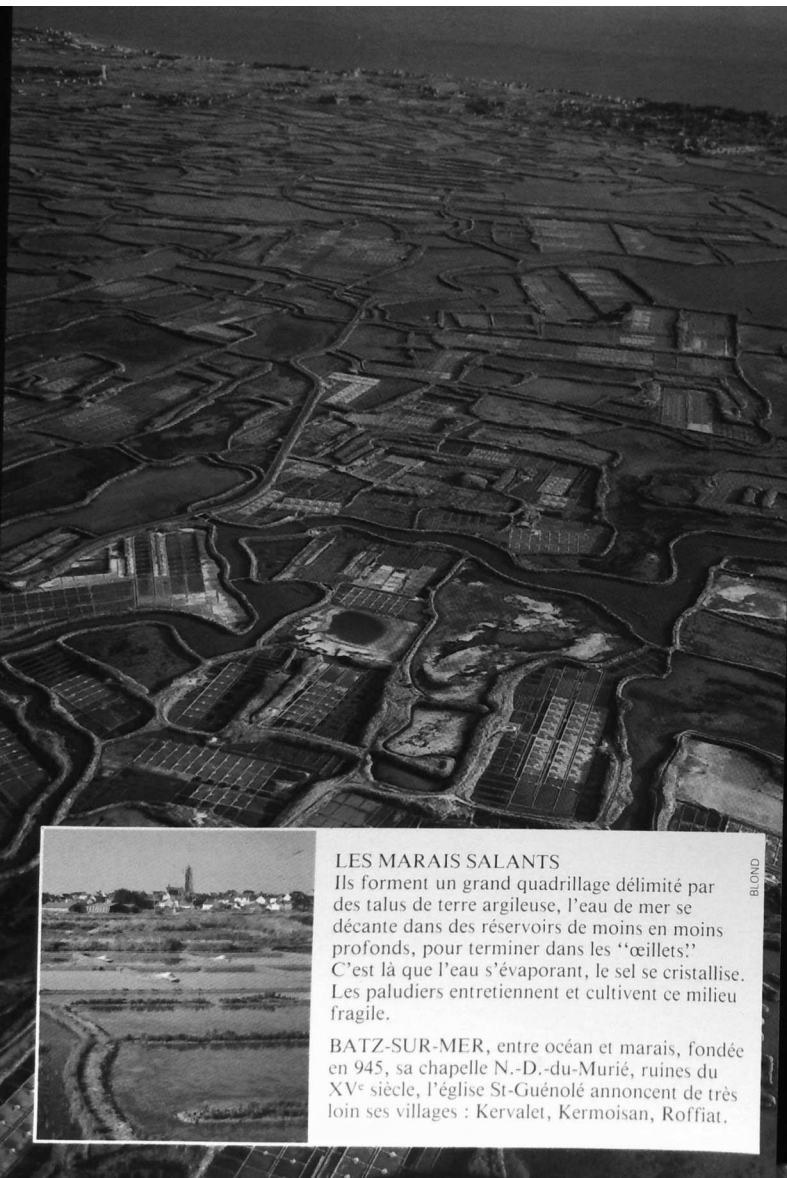 LES MARAIS SALANTS
Ils forment un grand quadrillage délimité par
des talus de terre argileuse, l'eau de mer se
décante dans des réservoirs de moins en moins
profonds, pour terminer dans les “œillets”.
C'est là que l'eau s'évaporant, le sel se cristallise.
Les paludiers entretiennent et cultivent ce milieu
fragile.
BATZ-SUR-MER, entre océan et marais, fondée
en 945, sa chapelle N.-D.-du-Murié, ruines du
XVᵉ siècle, l'église St-Guénolé annoncent de très
loin ses villages : Kervalet, Kermoisan, Roffiat.
BLOND